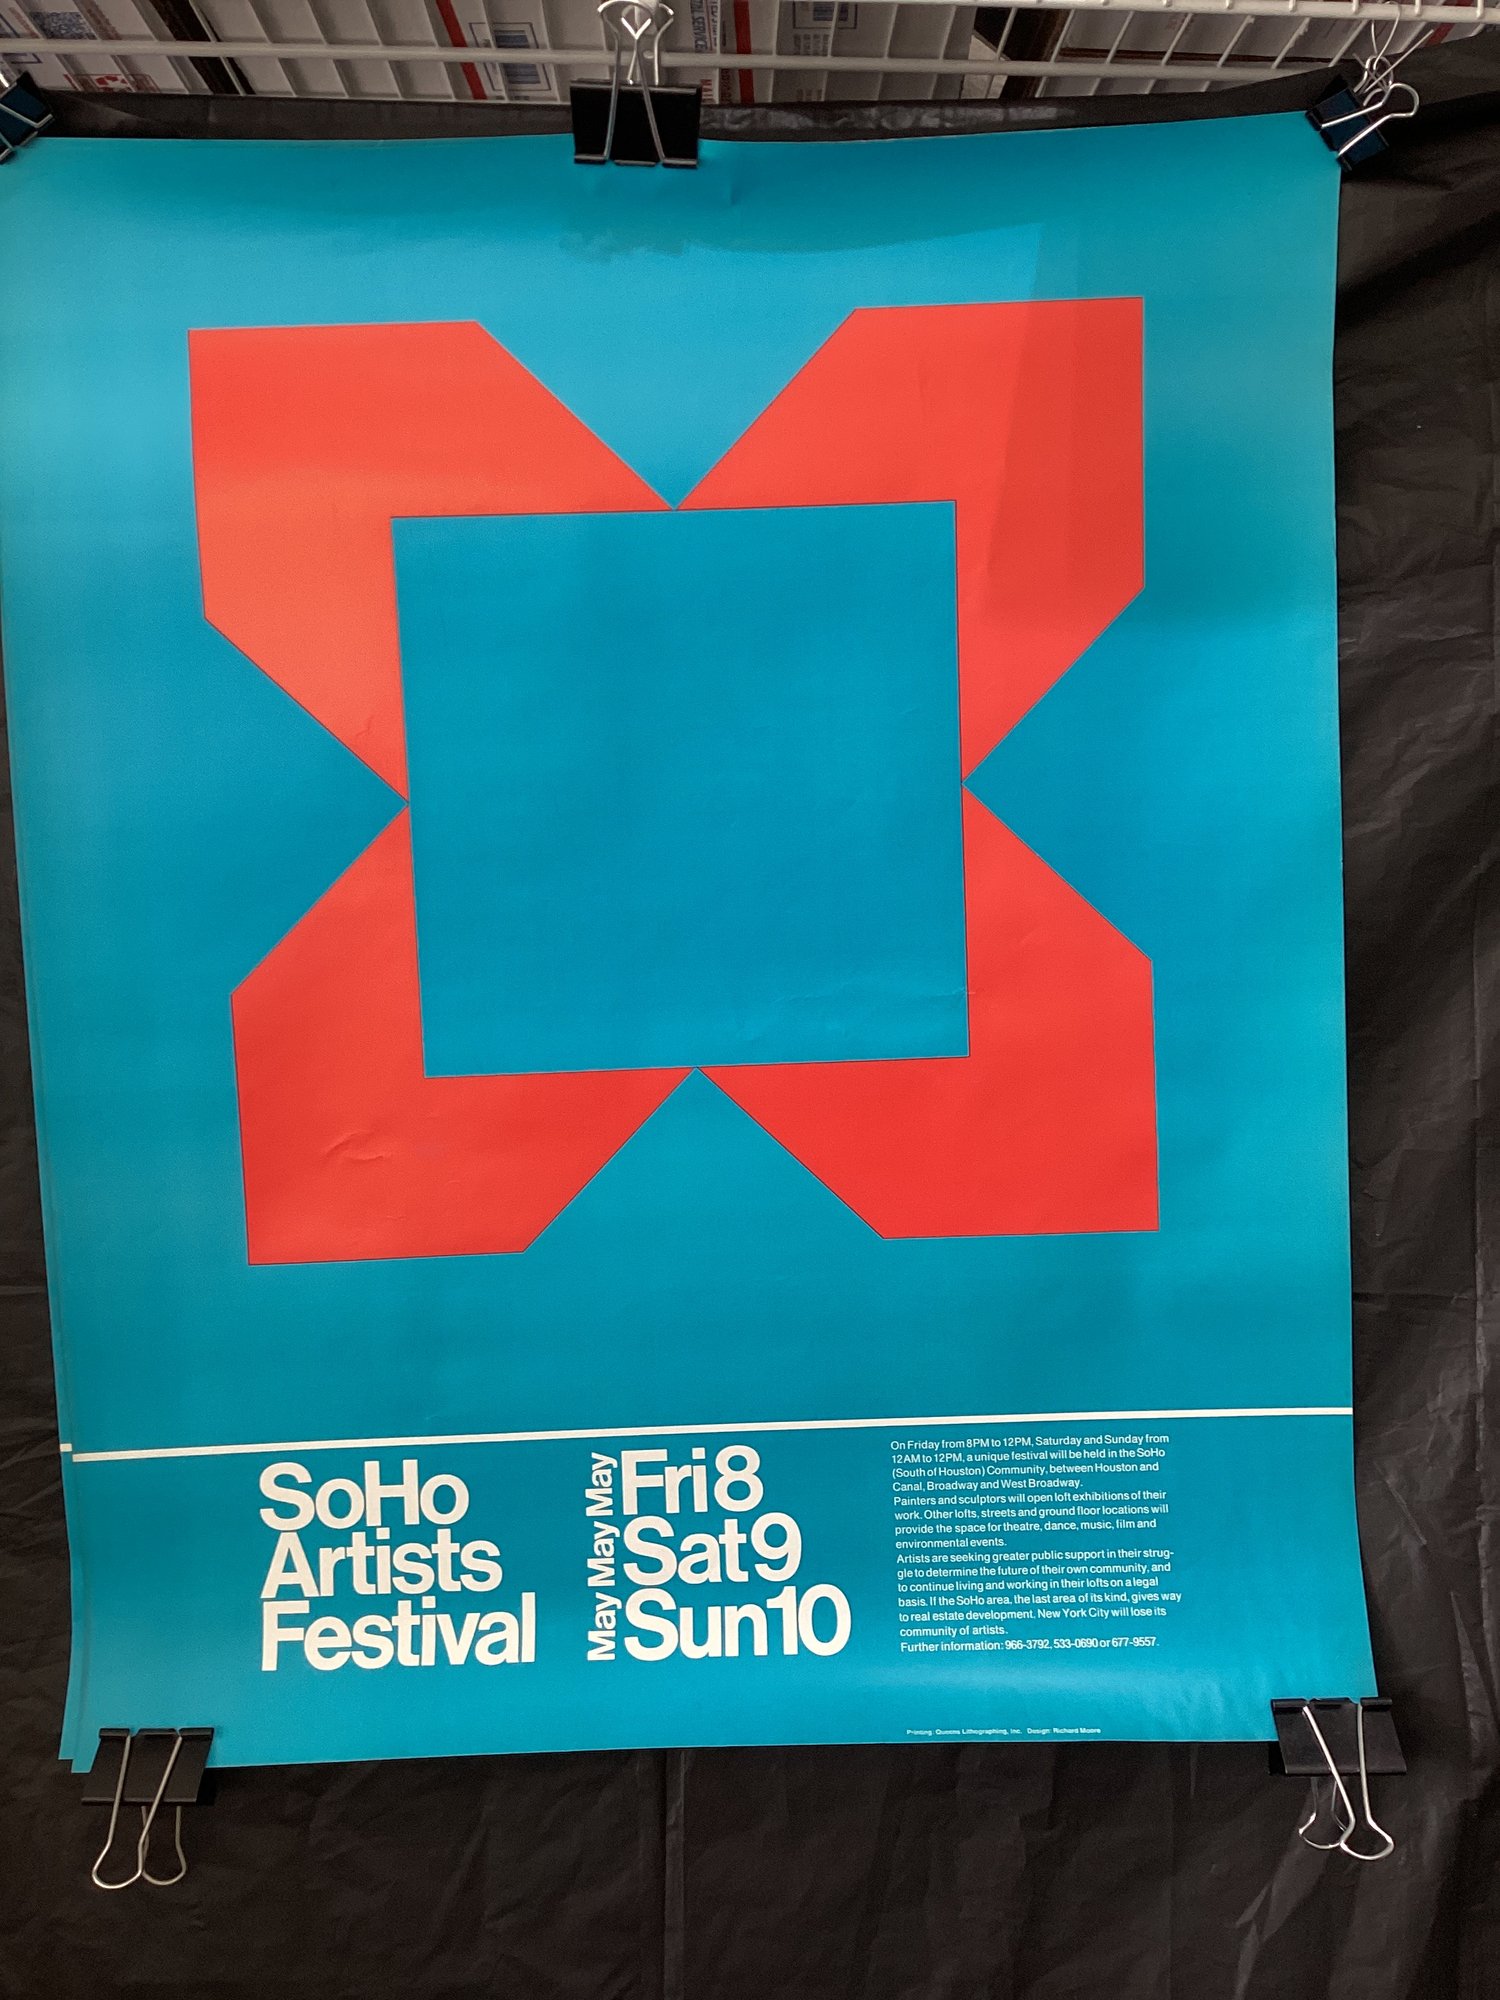 SoHo
Artists
Festival
May May May
Fri 8
Sat 9
Sun 10
On Friday from 8PM to 12PM, Saturday and Sunday from
12AM to 12PM, a unique festival will be held in the SoHo
(South of Houston) Community, between Houston and
Canal, Broadway and West Broadway.
Painters and sculptors will open loft exhibitions of their
work. Other lofts, streets and ground floor locations will
provide the space for theatre, dance, music, film and
environmental events.
Artists are seeking greater public support in their strug-
gle to determine the future of their own community, and
to continue living and working in their lofts on a legal
basis. If the SoHo area, the last area of its kind, gives way
to real estate development, New York City will lose its
community of artists.
Further information: 966-3792, 533-0690 or 677-9557.
Printing: Queens Lithographing, Inc. Design: Richard Moore